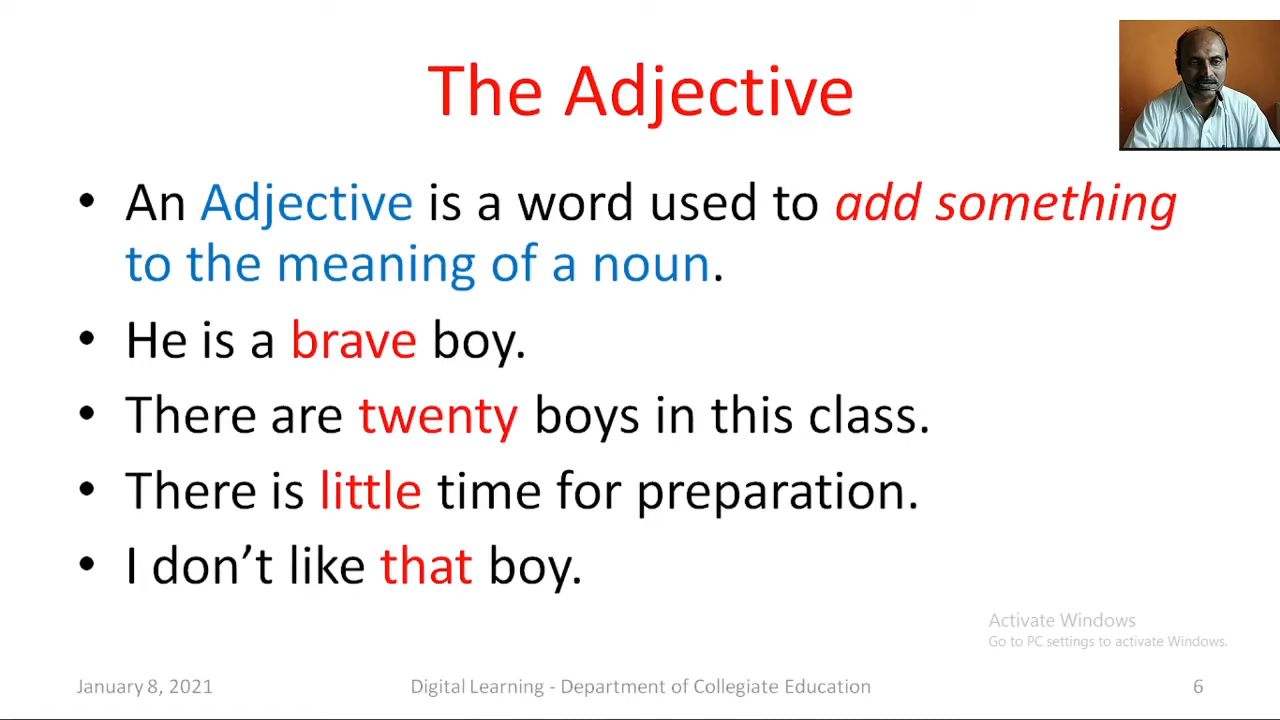 The Adjective
• An Adjective is a word used to add something
to the meaning of a noun.
• He is a brave boy.
• There are twenty boys in this class.
• There is little time for preparation.
• I don’t like that boy.
Activate Windows
Go to PC settings to activate Windows.
January 8, 2021 Digital Learning - Department of Collegiate Education 6